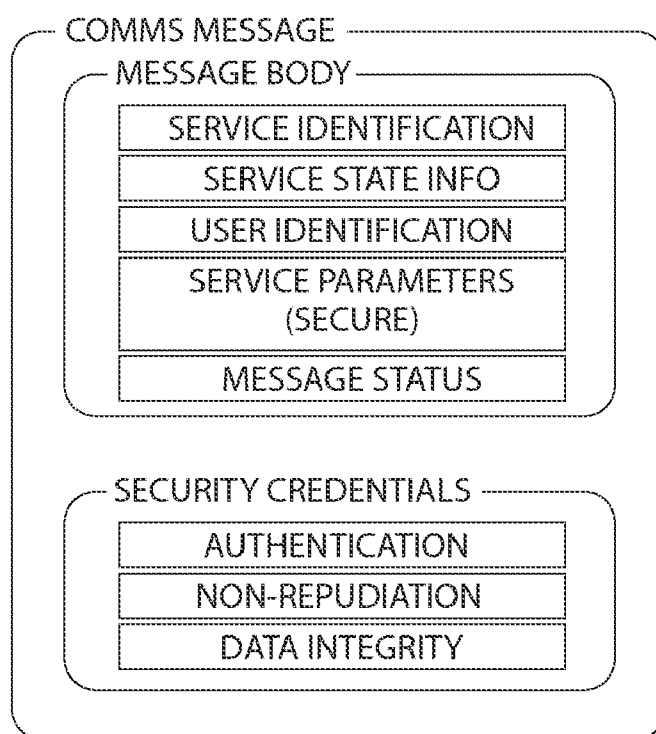 COMMS MESSAGE
MESSAGE BODY
SERVICE IDENTIFICATION
SERVICE STATE INFO
USER IDENTIFICATION
SERVICE PARAMETERS
(SECURE)
MESSAGE STATUS
SECURITY CREDENTIALS
AUTHENTICATION
NON-REPUDIATION
DATA INTEGRITY